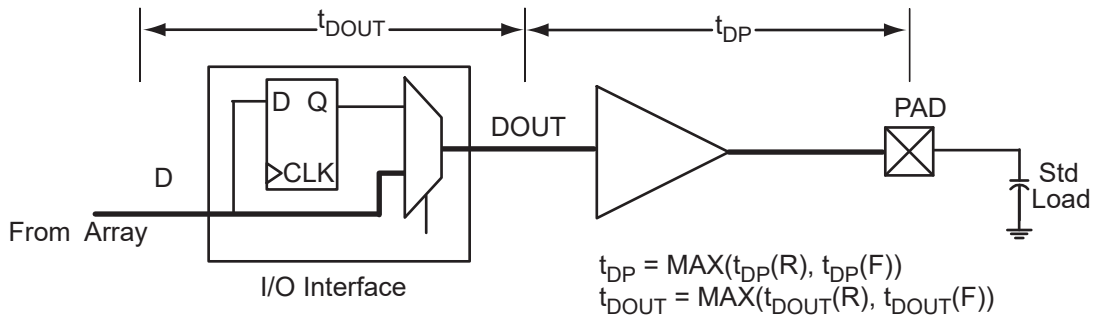 tDOUT
tDP
D Q
CLK
DOUT
PAD
D
Std
Load
From Array
I/O Interface
tDP = MAX(tDP(R), tDP(F))
tDOUT = MAX(tDOUT(R), tDOUT(F))